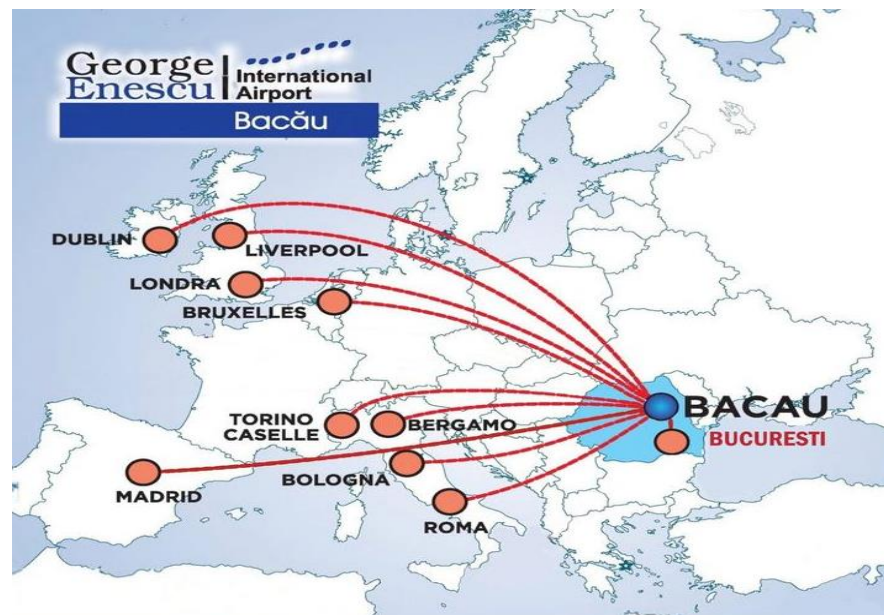 George
Enescu
International
Airport
Bacău
DUBLIN
LIVERPOOL
LONDRA
BRUXELLES
TORINO
CASELLE
BERGAMO
BACAU
BUCURESTI
BOLOGNA
MADRID
ROMA